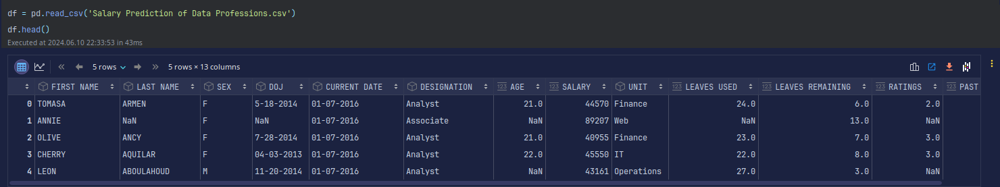 df = pd.read_csv('Salary Prediction of Data Professions.csv')
df.head()
Executed at 2024.06.10 22:33:53 in 43ms
5 rows 5 rows × 13 columns
FIRST NAME 123 LAST NAME SEX DOJ CURRENT DATE DESIGNATION 123 AGE 123 SALARY UNIT 123 LEAVES USED 123 LEAVES REMAINING 123 RATINGS 123 PAST
0 TOMASA ARMEN F 5-18-2014 01-07-2016 Analyst 21.0 44570 Finance 24.0 6.0 2.0
1 ANNIE NaN F NaN 01-07-2016 Associate NaN 89207 Web NaN 13.0 NaN
2 OLIVE ANCY F 7-28-2014 01-07-2016 Analyst 21.0 40955 Finance 23.0 7.0 3.0
3 CHERRY AQUILAR F 04-03-2013 01-07-2016 Analyst 22.0 45550 IT 22.0 8.0 3.0
4 LEON ABOULAHOUD M 11-20-2014 01-07-2016 Analyst NaN 43161 Operations 27.0 3.0 NaN